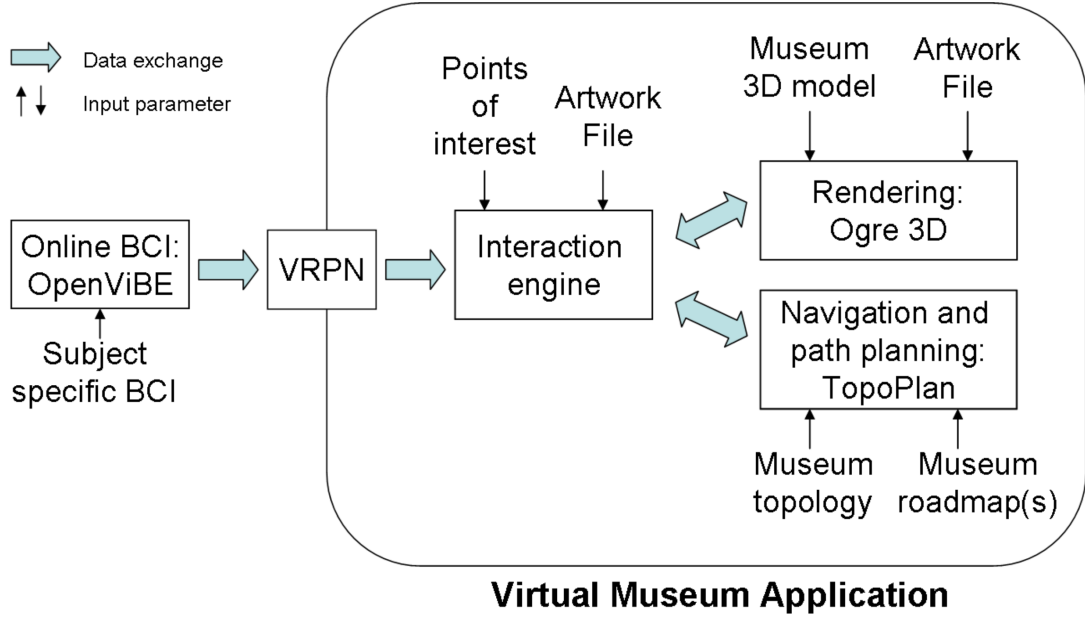 Data exchange
Input parameter
Points
of
interest
Artwork
File
Museum
3D model
Artwork
File
Online BCI:
OpenViBE
VRPN
Interaction
engine
Rendering:
Ogre 3D
Navigation and
path planning:
TopoPlan
Subject
specific BCI
Museum
topology
Museum
roadmap(s)
Virtual Museum Application